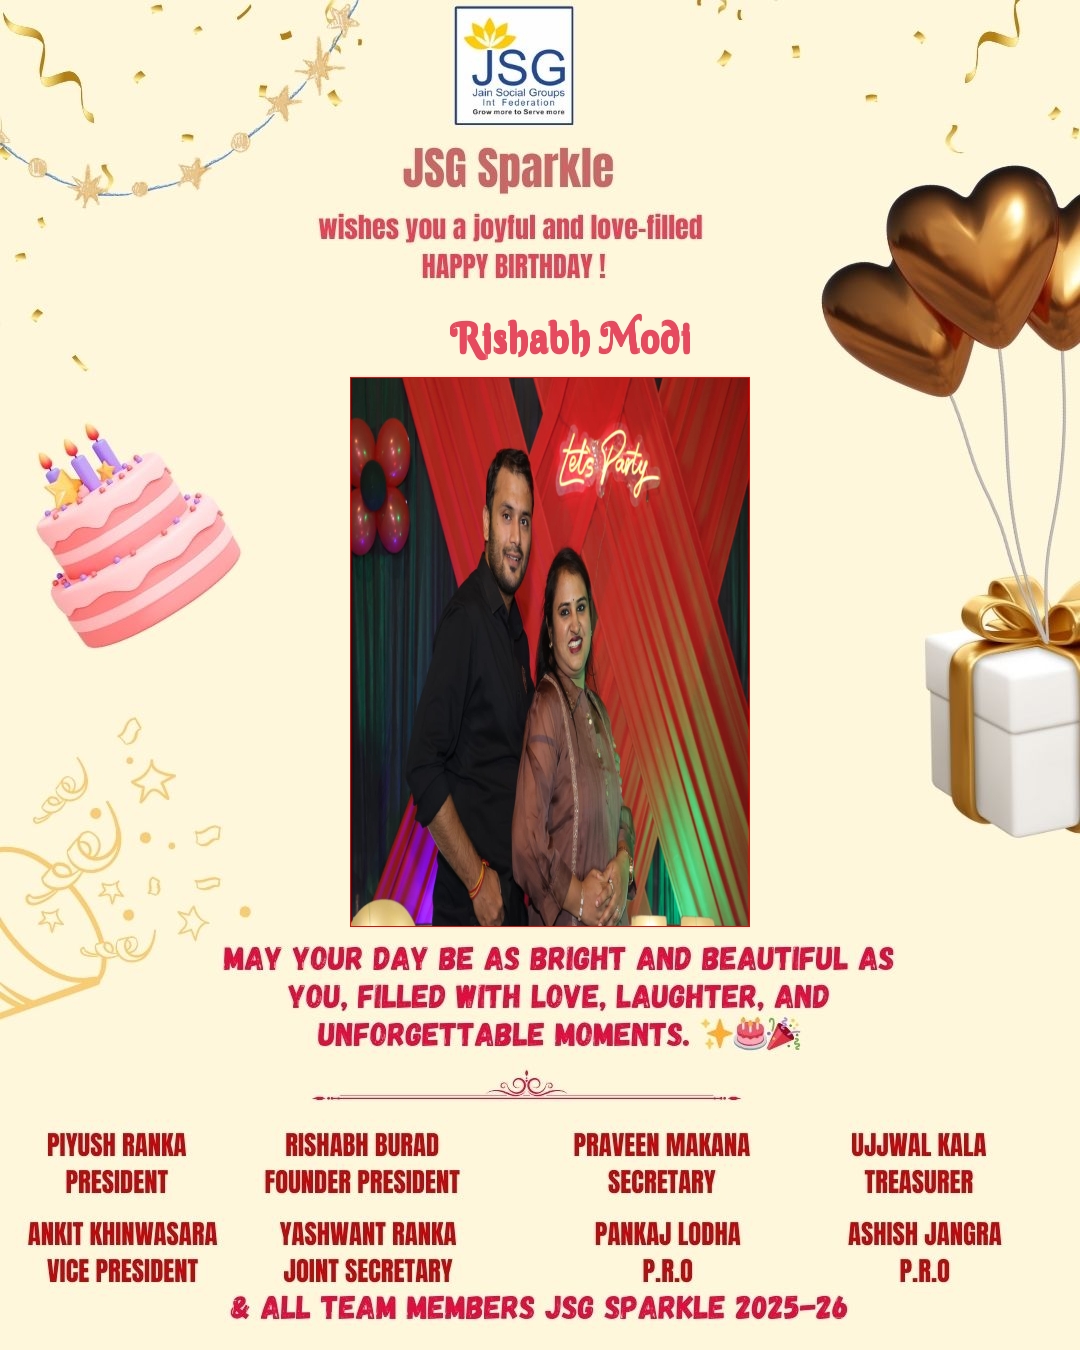 JSG
Jain Social Groups
Int Federation
Grow more to Serve more
JSG Sparkle
wishes you a joyful and love-filled
HAPPY BIRTHDAY !
Rishabh Modi
Let's Party
MAY YOUR DAY BE AS BRIGHT AND BEAUTIFUL AS
YOU, FILLED WITH LOVE, LAUGHTER, AND
UNFORGETTABLE MOMENTS. ✨🎂🎉
PIYUSH RANKA
PRESIDENT
RISHABH BURAD
FOUNDER PRESIDENT
PRAVEEN MAKANA
SECRETARY
UJJWAL KALA
TREASURER
ANKIT KHINWASARA
VICE PRESIDENT
YASHWANT RANKA
JOINT SECRETARY
PANKAJ LODHA
P.R.O
ASHISH JANGRA
P.R.O
& ALL TEAM MEMBERS JSG SPARKLE 2025-26